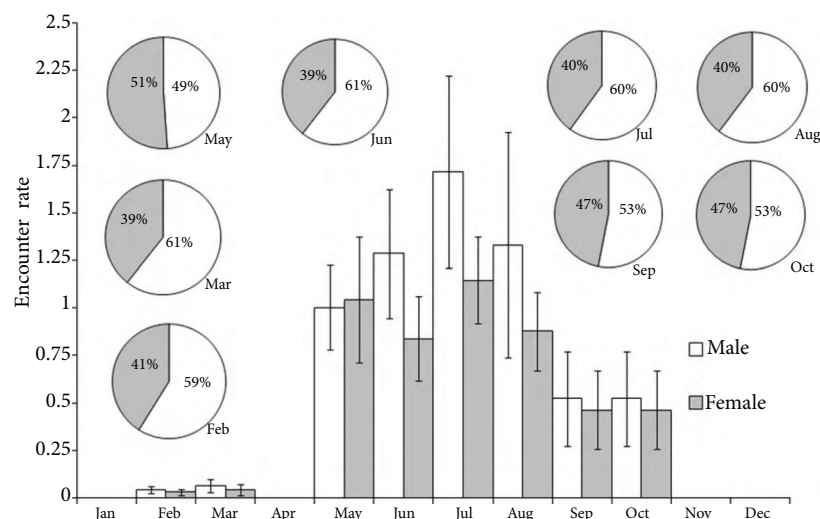 2.5
2.25
2
1.75
1.5
1.25
1
0.75
0.5
0.25
0
Encounter rate
51% 49%
May
39% 61%
Jun
40% 60%
Jul
40% 60%
Aug
39% 61%
Mar
47% 53%
Sep
47% 53%
Oct
41% 59%
Feb
Male
Female
Jan Feb Mar Apr May Jun Jul Aug Sep Oct Nov Dec